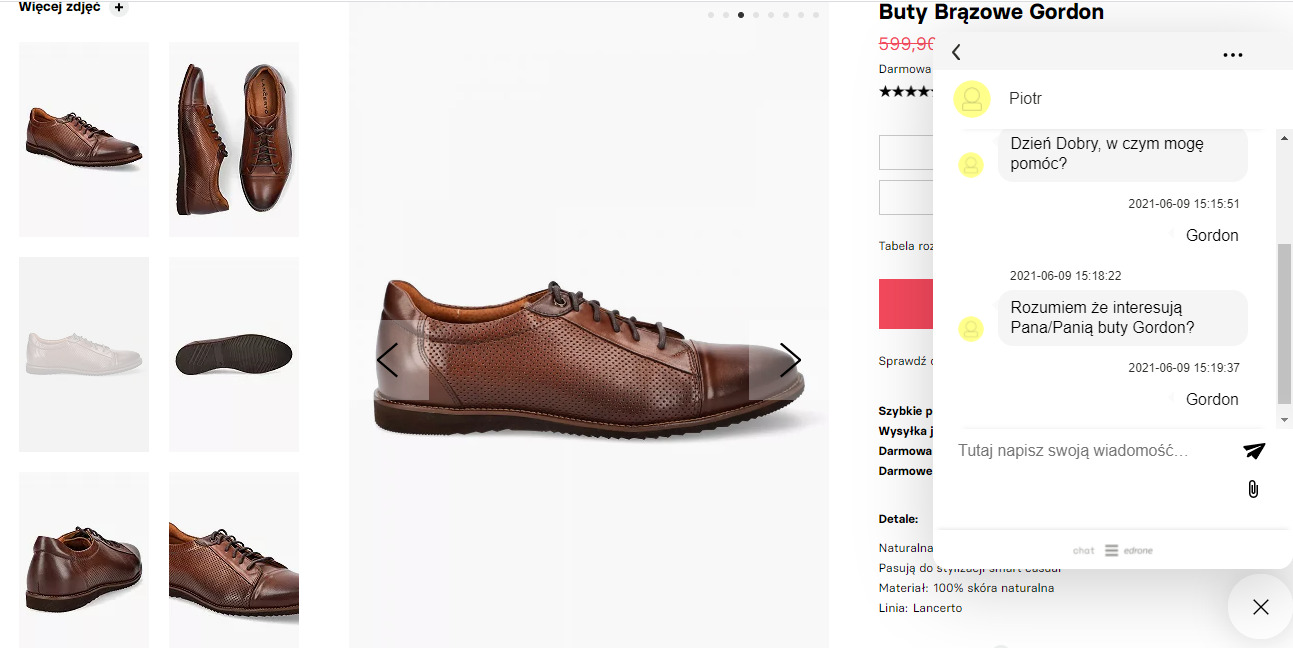 Więcej zdjęć +
Buty Brązowe Gordon
599,90
Darmowa
Tabela roz
Sprawdź
Szybkie p
Wysyłka j
Darmowa
Darmowe
Detale:
Naturalna
Pasują do stylizacji smart casual
Materiał: 100% skóra naturalna
Linia: Lancerto
Piotr
Dzień Dobry, w czym mogę
pomóc?
2021-06-09 15:15:51
Gordon
2021-06-09 15:18:22
Rozumiem że interesują
Pana/Panią buty Gordon?
2021-06-09 15:19:37
Gordon
Tutaj napisz swoją wiadomość...
chat edrone
LANCERTO